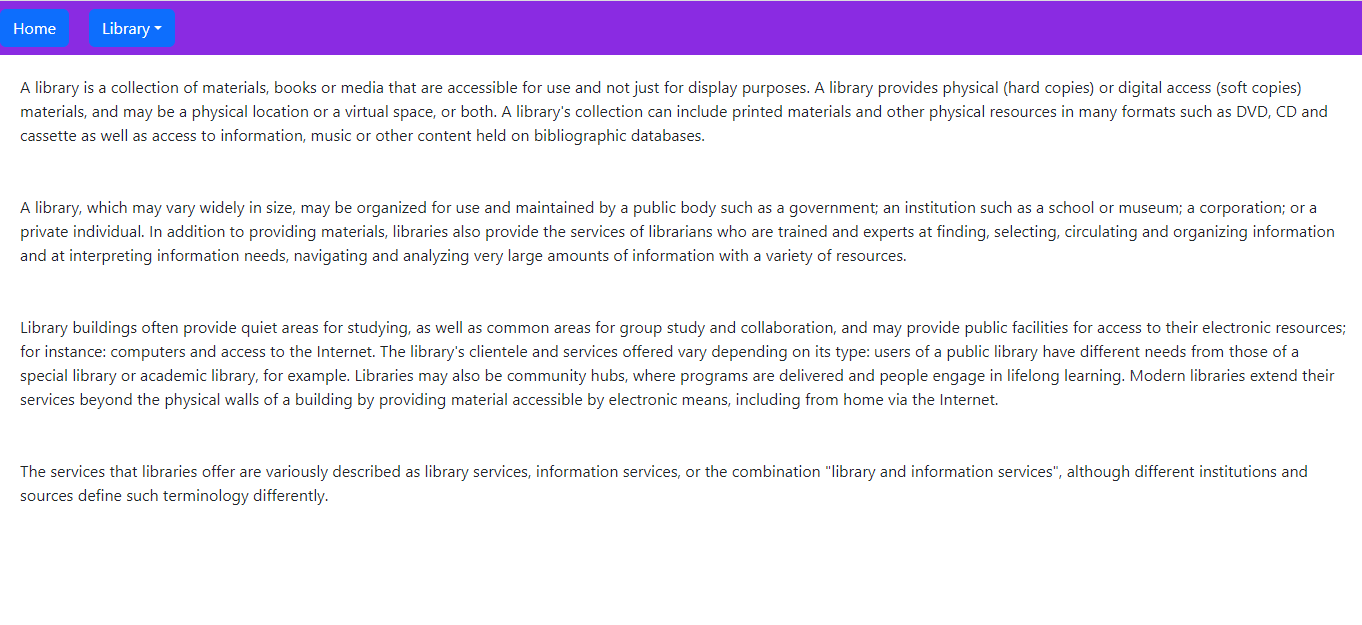 Home
Library
A library is a collection of materials, books or media that are accessible for use and not just for display purposes. A library provides physical (hard copies) or digital access (soft copies)
materials, and may be a physical location or a virtual space, or both. A library's collection can include printed materials and other physical resources in many formats such as DVD, CD and
cassette as well as access to information, music or other content held on bibliographic databases.
A library, which may vary widely in size, may be organized for use and maintained by a public body such as a government; an institution such as a school or museum; a corporation; or a
private individual. In addition to providing materials, libraries also provide the services of librarians who are trained and experts at finding, selecting, circulating and organizing information
and at interpreting information needs, navigating and analyzing very large amounts of information with a variety of resources.
Library buildings often provide quiet areas for studying, as well as common areas for group study and collaboration, and may provide public facilities for access to their electronic resources;
for instance: computers and access to the Internet. The library's clientele and services offered vary depending on its type: users of a public library have different needs from those of a
special library or academic library, for example. Libraries may also be community hubs, where programs are delivered and people engage in lifelong learning. Modern libraries extend their
services beyond the physical walls of a building by providing material accessible by electronic means, including from home via the Internet.
The services that libraries offer are variously described as library services, information services, or the combination "library and information services", although different institutions and
sources define such terminology differently.